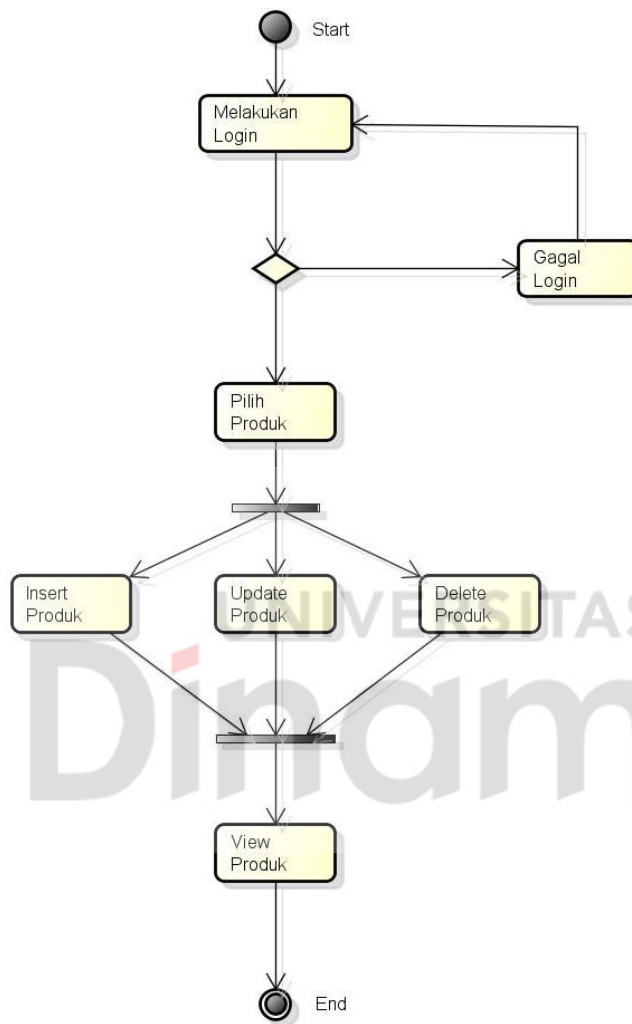 Start
Melakukan
Login
Gagal
Login
Pilih
Produk
Insert
Produk
Update
Produk
Delete
Produk
UNIVERSITAS
Dinam
View
Produk
End